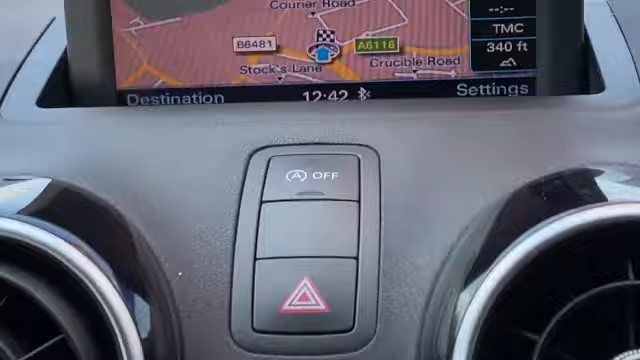 Courier Road
--:--
TMC
B6481
A6116
340 ft
Stock's Lane
Crucible Road
Destination
12:42
Settings
A OFF